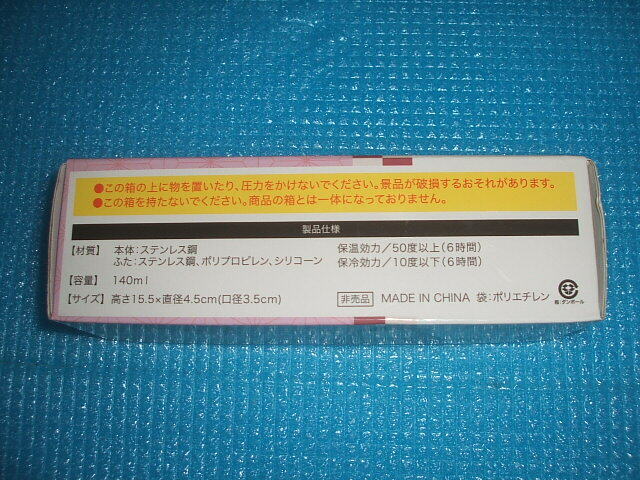 ●この箱の上に物を置いたり、圧力をかけないでください。景品が破損するおそれがあります。
●この箱を持たないでください。商品の箱とは一体になっておりません。
製品仕様
【材質】 本体：ステンレス鋼
ふた：ステンレス鋼、ポリプロピレン、シリコーン
保温効力／50度以上（6時間）
保冷効力／10度以下（6時間）
【容量】 140ml
【サイズ】 高さ15.5×直径4.5cm(口径3.5cm)
非売品 MADE IN CHINA 袋：ポリエチレン
箱：ダンボール